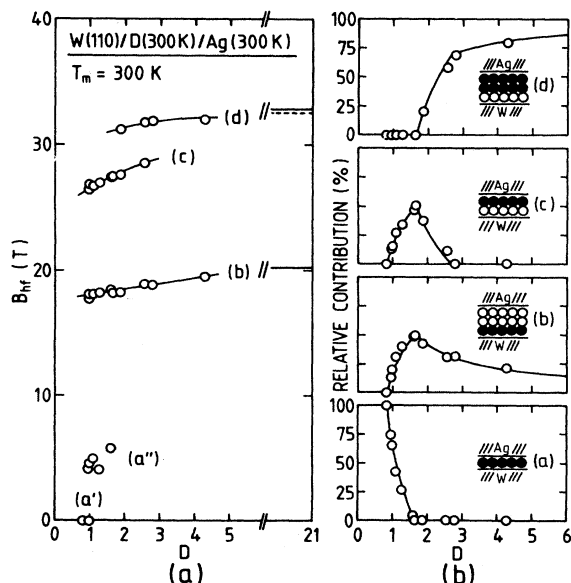 W(110)/D(300K)/Ag(300K)
Tm = 300 K
40
30
20
10
0
Bhf (T)
(d)
(c)
(b)
(a'')
(a')
0 1 2 3 4 5 21
D
(a)
RELATIVE CONTRIBUTION (%)
100
75
50
25
0
Ag
W
(d)
Ag
W
(c)
Ag
W
(b)
100
75
50
25
0
Ag
W
(a)
0 1 2 3 4 5 6
D
(b)